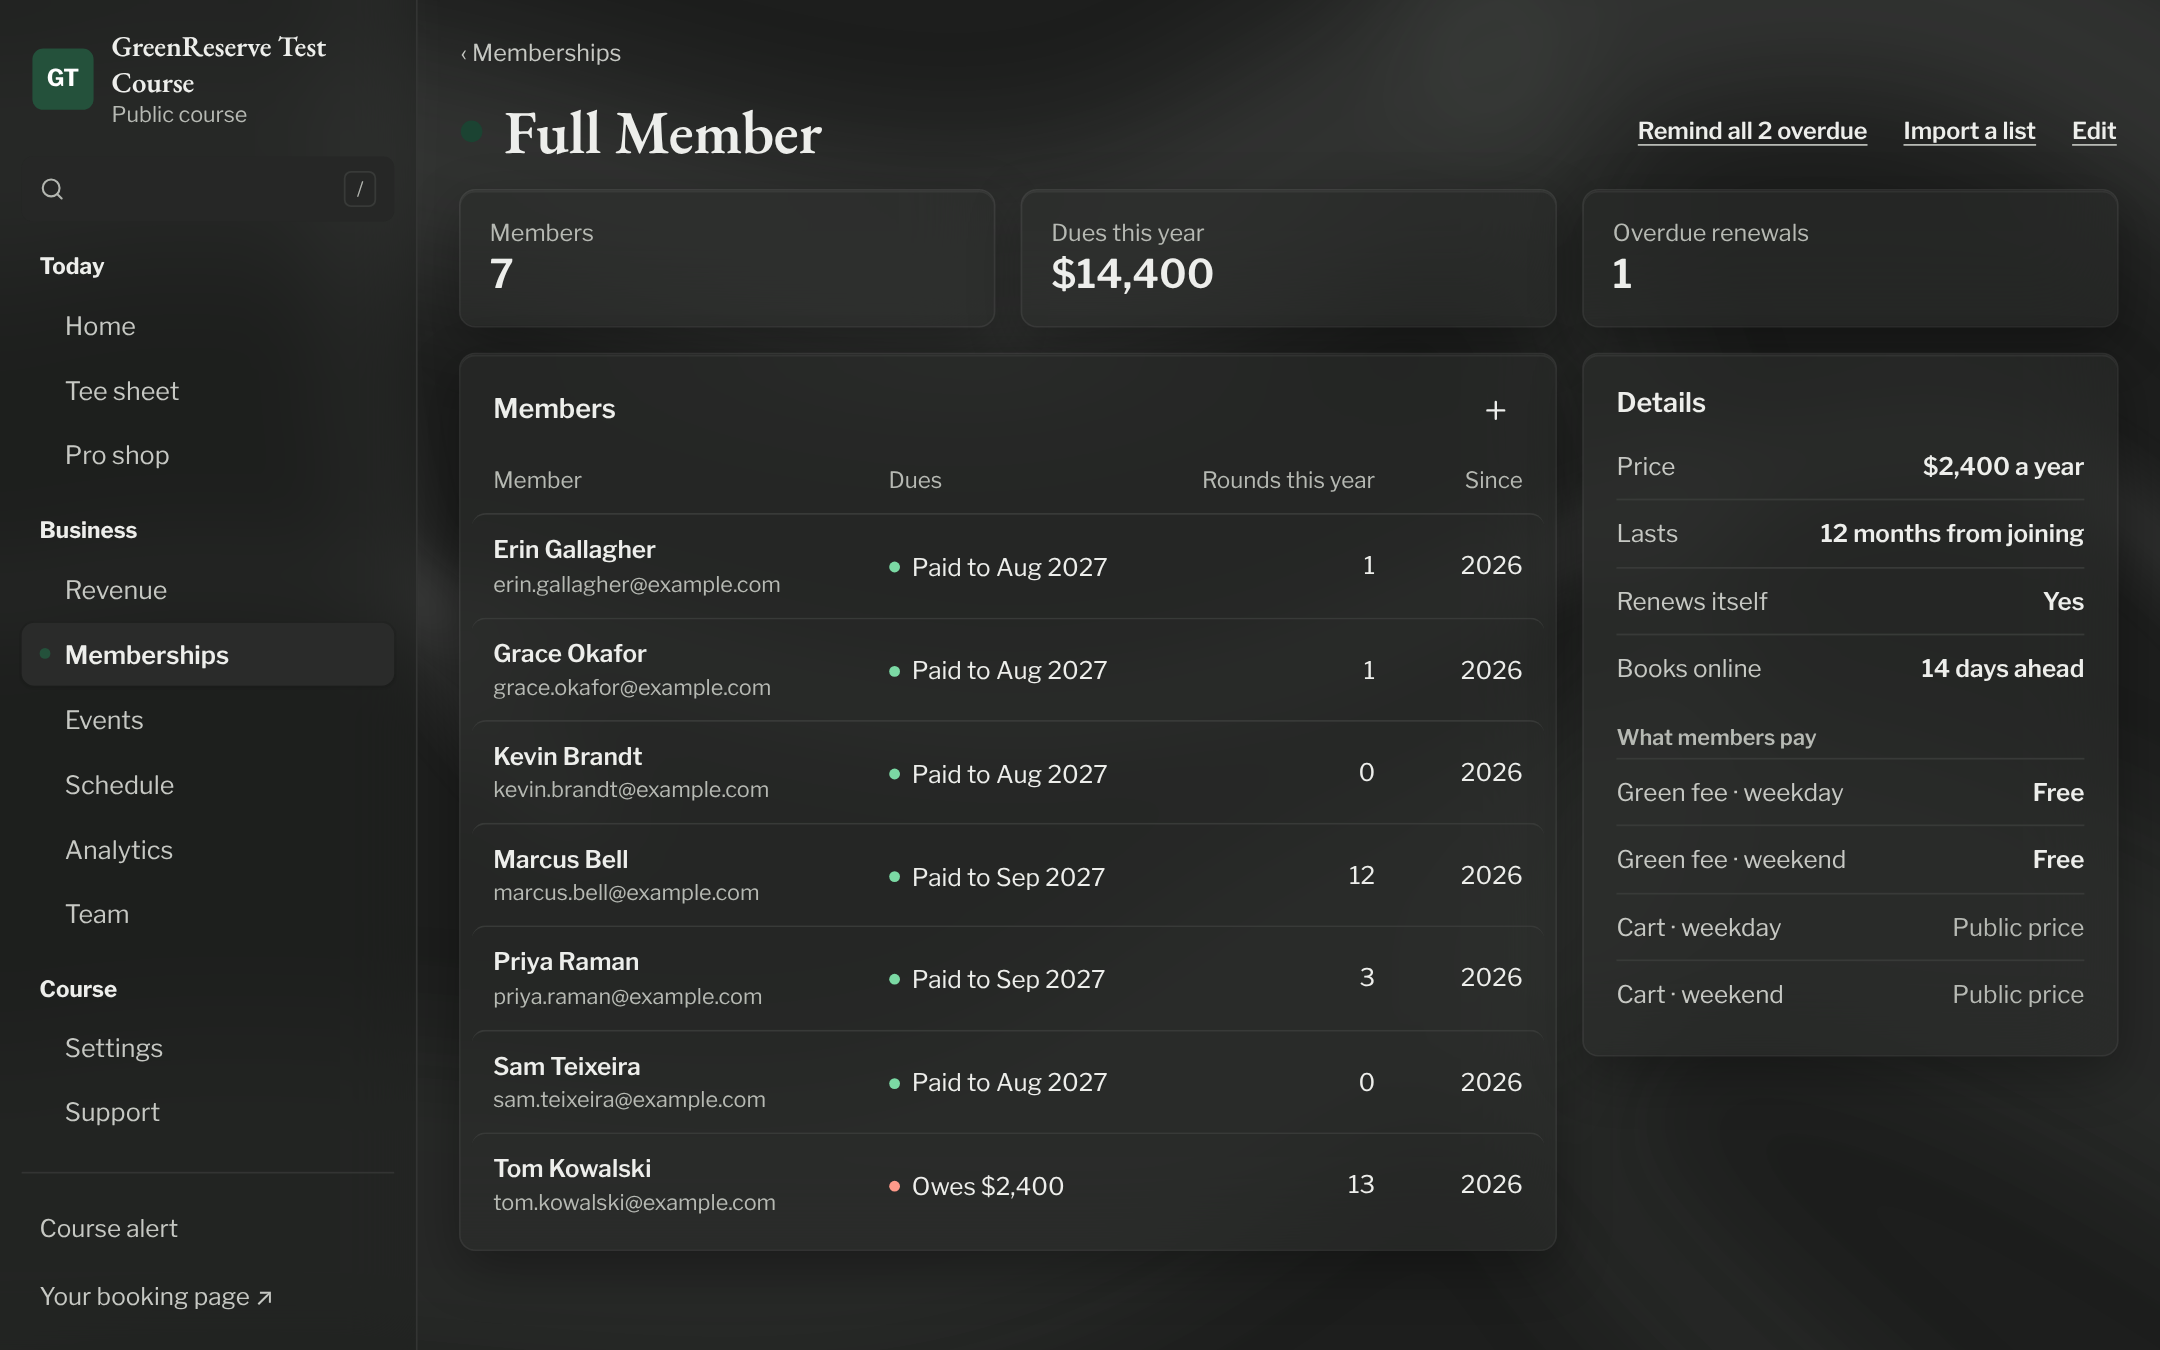 GT
GreenReserve Test
Course
Public course
/
Today
Home
Tee sheet
Pro shop
Business
Revenue
Memberships
Events
Schedule
Analytics
Team
Course
Settings
Support
Course alert
Your booking page ↗
‹ Memberships
Full Member
Remind all 2 overdue Import a list Edit
Members
7
Dues this year
$14,400
Overdue renewals
1
Members +
Member Dues Rounds this year Since
Erin Gallagher
erin.gallagher@example.com
Paid to Aug 2027 1 2026
Grace Okafor
grace.okafor@example.com
Paid to Aug 2027 1 2026
Kevin Brandt
kevin.brandt@example.com
Paid to Aug 2027 0 2026
Marcus Bell
marcus.bell@example.com
Paid to Sep 2027 12 2026
Priya Raman
priya.raman@example.com
Paid to Sep 2027 3 2026
Sam Teixeira
sam.teixeira@example.com
Paid to Aug 2027 0 2026
Tom Kowalski
tom.kowalski@example.com
Owes $2,400 13 2026
Details
Price $2,400 a year
Lasts 12 months from joining
Renews itself Yes
Books online 14 days ahead
What members pay
Green fee · weekday Free
Green fee · weekend Free
Cart · weekday Public price
Cart · weekend Public price